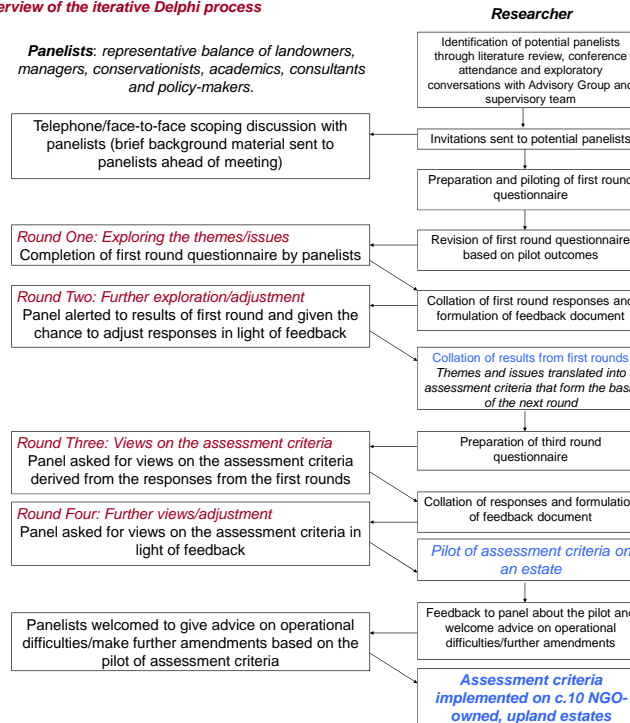 of the iterative Delphi process
Researcher
Panelists: representative balance of landowners,
managers, conservationists, academics, consultants
and policy-makers.
Identification of potential panelists
through literature review, conference
attendance and exploratory
conversations with Advisory Group and
supervisory team
Telephone/face-to-face scoping discussion with
panelists (brief background material sent to
panelists ahead of meeting)
Invitations sent to potential panelists
Preparation and piloting of first round
questionnaire
Round One: Exploring the themes/issues
Completion of first round questionnaire by panelists
Revision of first round questionnaire
based on pilot outcomes
Round Two: Further exploration/adjustment
Panel alerted to results of first round and given the
chance to adjust responses in light of feedback
Collation of first round responses and
formulation of feedback document
Collation of results from first rounds
Themes and issues translated into
assessment criteria that form the
of the next round
Round Three: Views on the assessment criteria
Panel asked for views on the assessment criteria
derived from the responses from the first rounds
Preparation of third round
questionnaire
Round Four: Further views/adjustment
Panel asked for views on the assessment criteria in
light of feedback
Collation of responses and formulation
of feedback document
Pilot of assessment criteria on
an estate
Panelists welcomed to give advice on operational
difficulties/make further amendments based on the
pilot of assessment criteria
Feedback to panel about the pilot and
welcome advice on operational
difficulties/further amendments
Assessment criteria
implemented on c.10 NGO-
owned, upland estates